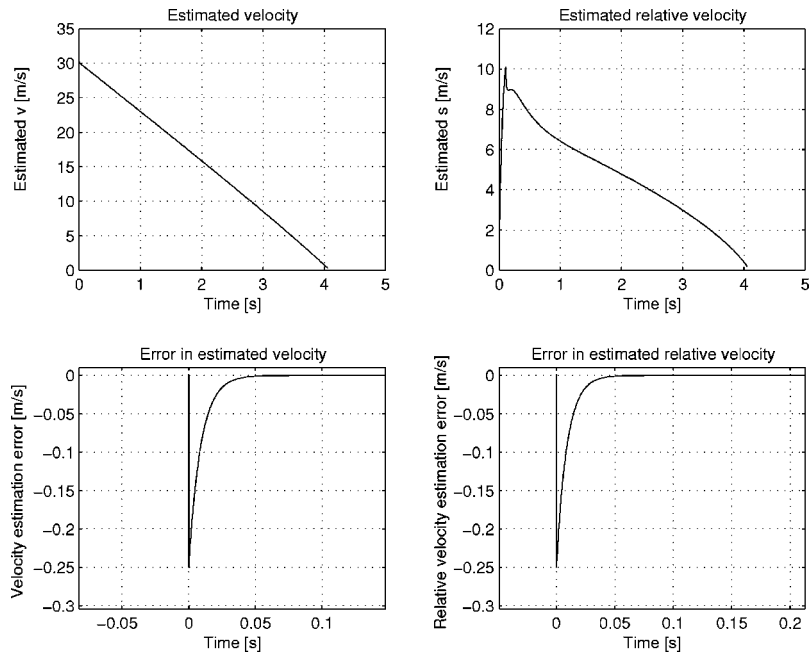 Estimated velocity
Estimated v [m/s]
35
30
25
20
15
10
5
0
0 1 2 3 4 5
Time [s]
Estimated relative velocity
Estimated s [m/s]
12
10
8
6
4
2
0
0 1 2 3 4 5
Time [s]
Error in estimated velocity
Velocity estimation error [m/s]
0
−0.05
−0.1
−0.15
−0.2
−0.25
−0.3
−0.05 0 0.05 0.1
Time [s]
Error in estimated relative velocity
Relative velocity estimation error [m/s]
0
−0.05
−0.1
−0.15
−0.2
−0.25
−0.3
0 0.05 0.1 0.15 0.2
Time [s]